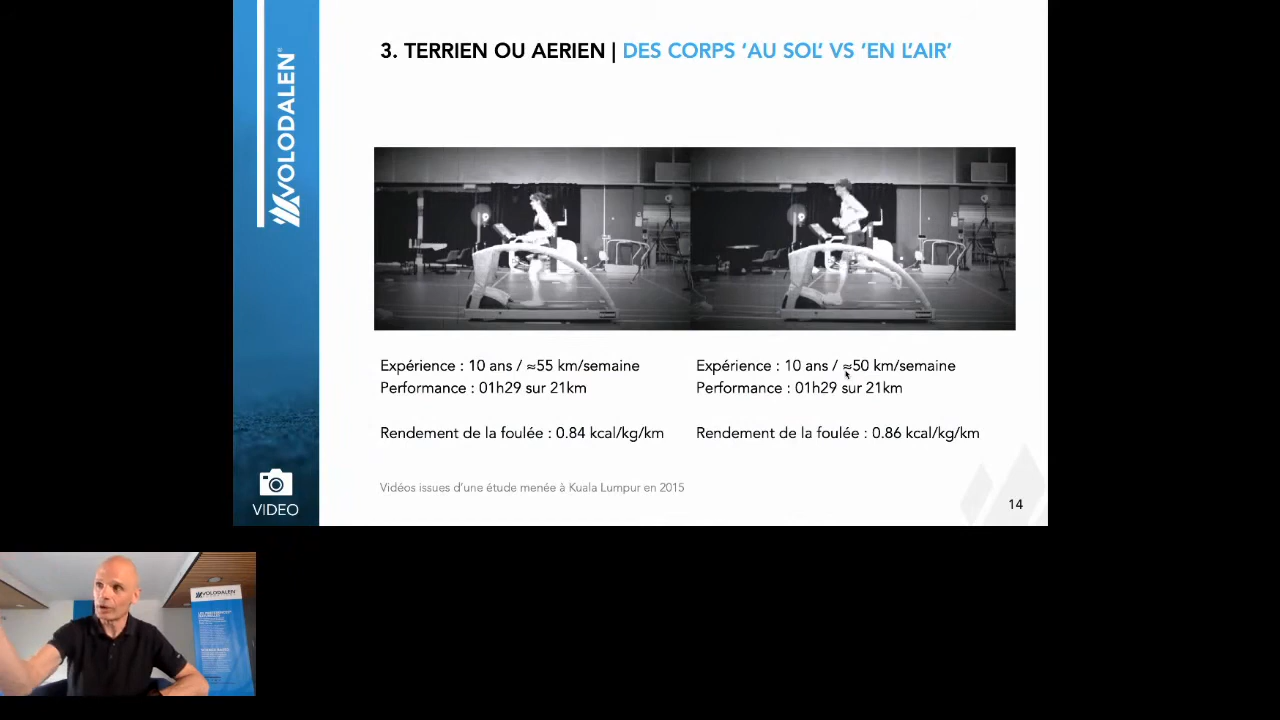 3. TERRIEN OU AERIEN | DES CORPS ‘AU SOL’ VS ‘EN L’AIR’
VOLODALEN®
Expérience : 10 ans / ≈55 km/semaine
Performance : 01h29 sur 21km
Rendement de la foulée : 0.84 kcal/kg/km
Expérience : 10 ans / ≈50 km/semaine
Performance : 01h29 sur 21km
Rendement de la foulée : 0.86 kcal/kg/km
Vidéos issues d’une étude menée à Kuala Lumpur en 2015
VIDEO
14
VOLODALEN